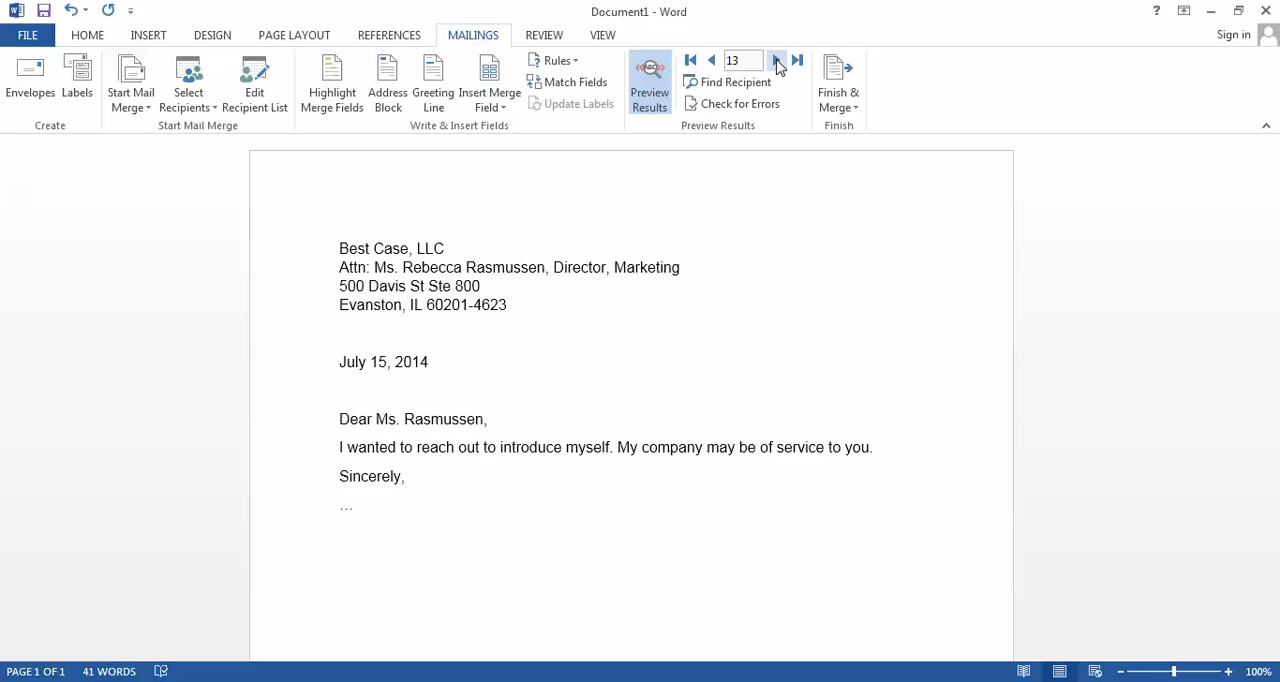 Document1 - Word
?
FILE HOME INSERT DESIGN PAGE LAYOUT REFERENCES MAILINGS REVIEW VIEW Sign in
Envelopes
Labels
Create
Start Mail
Merge
Select
Recipients
Edit
Recipient List
Start Mail Merge
Highlight
Merge Fields
Address
Block
Greeting
Line
Insert Merge
Field
Rules
Match Fields
Update Labels
Write & Insert Fields
ABC
Preview
Results
13
Find Recipient
Check for Errors
Preview Results
Finish &
Merge
Finish
Best Case, LLC
Attn: Ms. Rebecca Rasmussen, Director, Marketing
500 Davis St Ste 800
Evanston, IL 60201-4623
July 15, 2014
Dear Ms. Rasmussen,
I wanted to reach out to introduce myself. My company may be of service to you.
Sincerely,
…
PAGE 1 OF 1 41 WORDS 100%